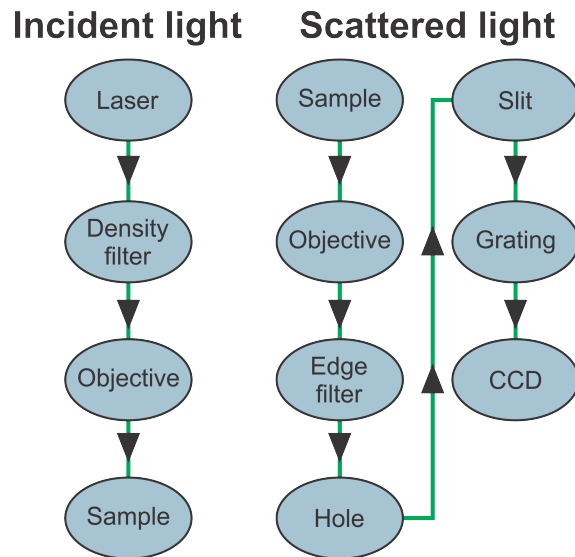 Incident light
Scattered light
Laser
Density
filter
Objective
Sample
Sample
Objective
Edge
filter
Hole
Slit
Grating
CCD